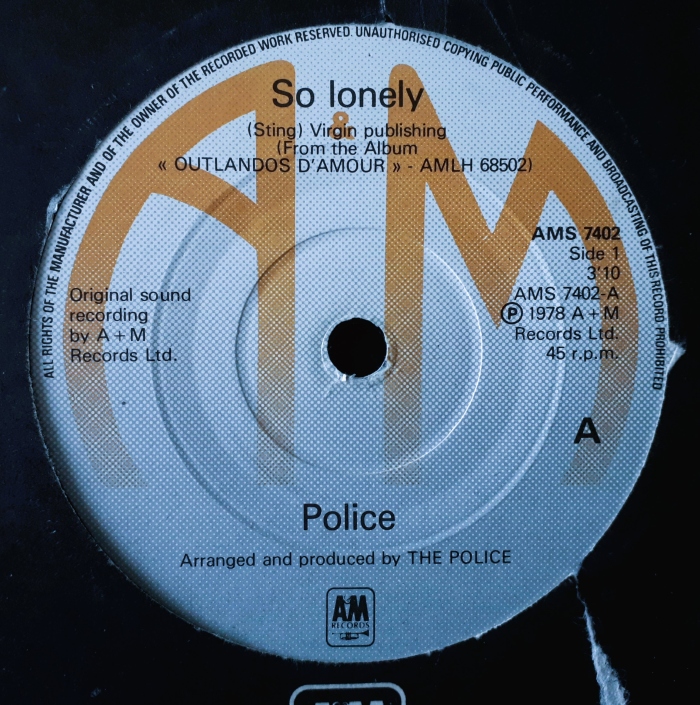 ALL RIGHTS OF THE MANUFACTURER AND OF THE OWNER OF THE RECORDED WORK RESERVED. UNAUTHORISED COPYING PUBLIC PERFORMANCE AND BROADCASTING OF THIS RECORD PROHIBITED
So lonely
&
(Sting) Virgin publishing
(From the Album
« OUTLANDOS D'AMOUR » - AMLH 68502)
AMS 7402
Side 1
3'10
AMS 7402-A
Ⓟ 1978 A + M
Records Ltd.
45 r.p.m.
Original sound
recording
by A + M
Records Ltd.
A
Police
Arranged and produced by THE POLICE
AM
RECORDS